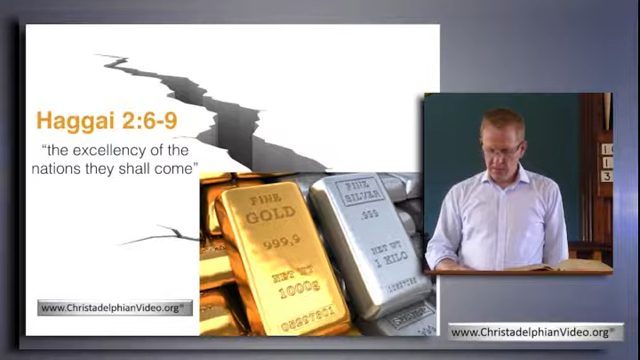 Haggai 2:6-9
“the excellency of the
nations they shall come”
FINE
GOLD
999,9
NET WT
1000g
FINE
SILVER
999
NET WT
1 KILO
www.ChristadelphianVideo.org®
www.ChristadelphianVideo.org®